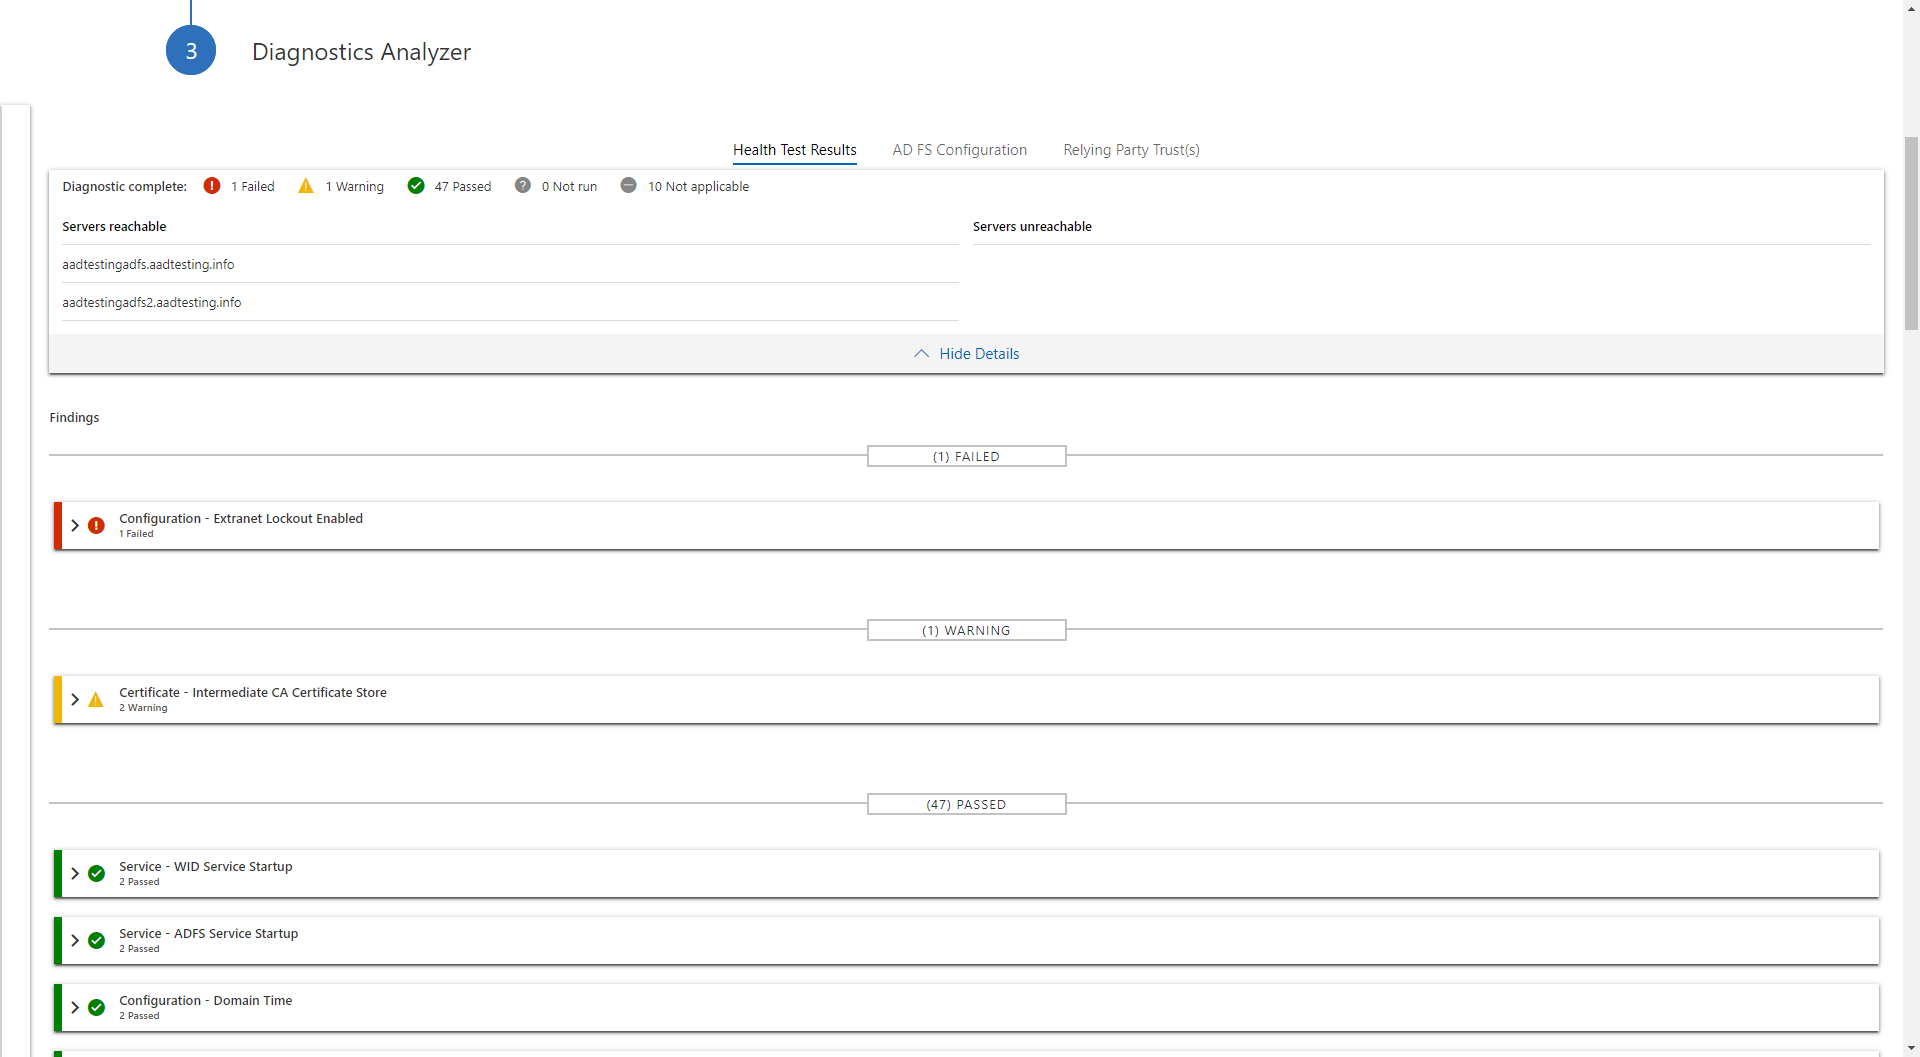 3
Diagnostics Analyzer
Health Test Results AD FS Configuration Relying Party Trust(s)
Diagnostic complete: ! 1 Failed ! 1 Warning 47 Passed ? 0 Not run 10 Not applicable
Servers reachable
aadtestingadfs.aadtesting.info
aadtestingadfs2.aadtesting.info
Servers unreachable
Hide Details
Findings
(1) FAILED
Configuration - Extranet Lockout Enabled
1 Failed
(1) WARNING
Certificate - Intermediate CA Certificate Store
2 Warning
(47) PASSED
Service - WID Service Startup
2 Passed
Service - ADFS Service Startup
2 Passed
Configuration - Domain Time
2 Passed